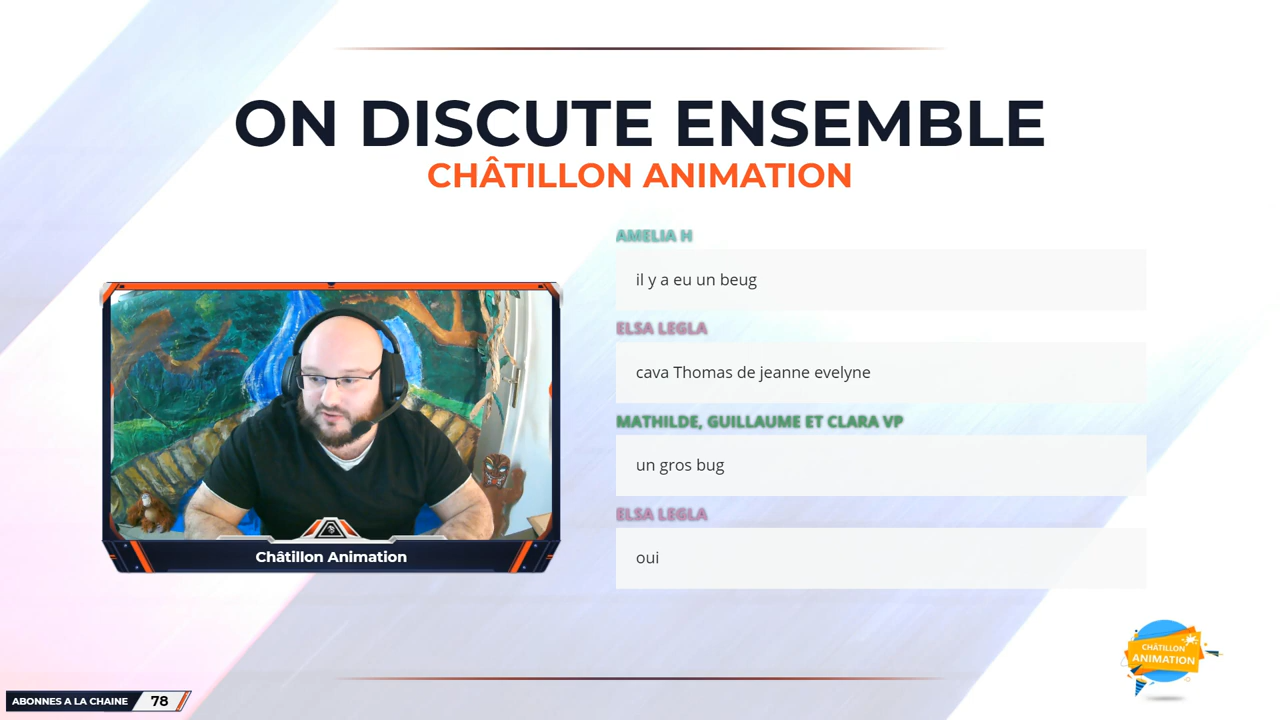 ON DISCUTE ENSEMBLE
CHÂTILLON ANIMATION
AMELIA H
il y a eu un beug
ELSA LEGLA
cava Thomas de jeanne evelyne
MATHILDE, GUILLAUME ET CLARA VP
un gros bug
ELSA LEGLA
oui
Châtillon Animation
CHÂTILLON
ANIMATION
ABONNES A LA CHAINE 78